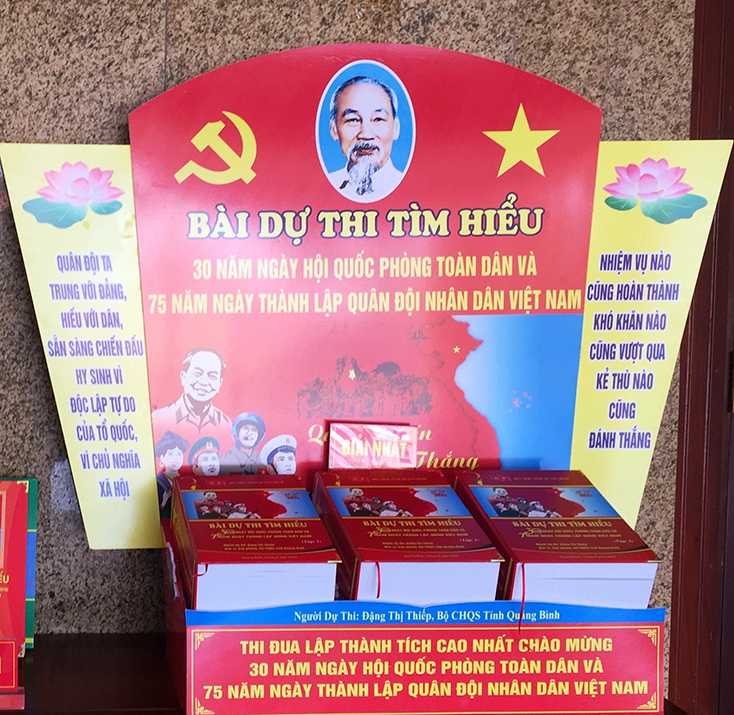 BÀI DỰ THI TÌM HIỂU
30 NĂM NGÀY HỘI QUỐC PHÒNG TOÀN DÂN VÀ
75 NĂM NGÀY THÀNH LẬP QUÂN ĐỘI NHÂN DÂN VIỆT NAM
QUÂN ĐỘI TA
TRUNG VỚI ĐẢNG,
HIẾU VỚI DÂN,
SẴN SÀNG CHIẾN ĐẤU
HY SINH VÌ
ĐỘC LẬP TỰ DO
CỦA TỔ QUỐC,
VÌ CHỦ NGHĨA
XÃ HỘI
NHIỆM VỤ NÀO
CŨNG HOÀN THÀNH
KHÓ KHĂN NÀO
CŨNG VƯỢT QUA
KẺ THÙ NÀO
CŨNG
ĐÁNH THẮNG
GIẢI NHẤT
Thắng
BÀI DỰ THI TÌM HIỂU
BÀI DỰ THI TÌM HIỂU
BÀI DỰ THI TÌM HIỂU
Người Dự Thi: Đặng Thị Thiếp, Bộ CHQS Tỉnh Quảng Bình
THI ĐUA LẬP THÀNH TÍCH CAO NHẤT CHÀO MỪNG
30 NĂM NGÀY HỘI QUỐC PHÒNG TOÀN DÂN VÀ
75 NĂM NGÀY THÀNH LẬP QUÂN ĐỘI NHÂN DÂN VIỆT NAM